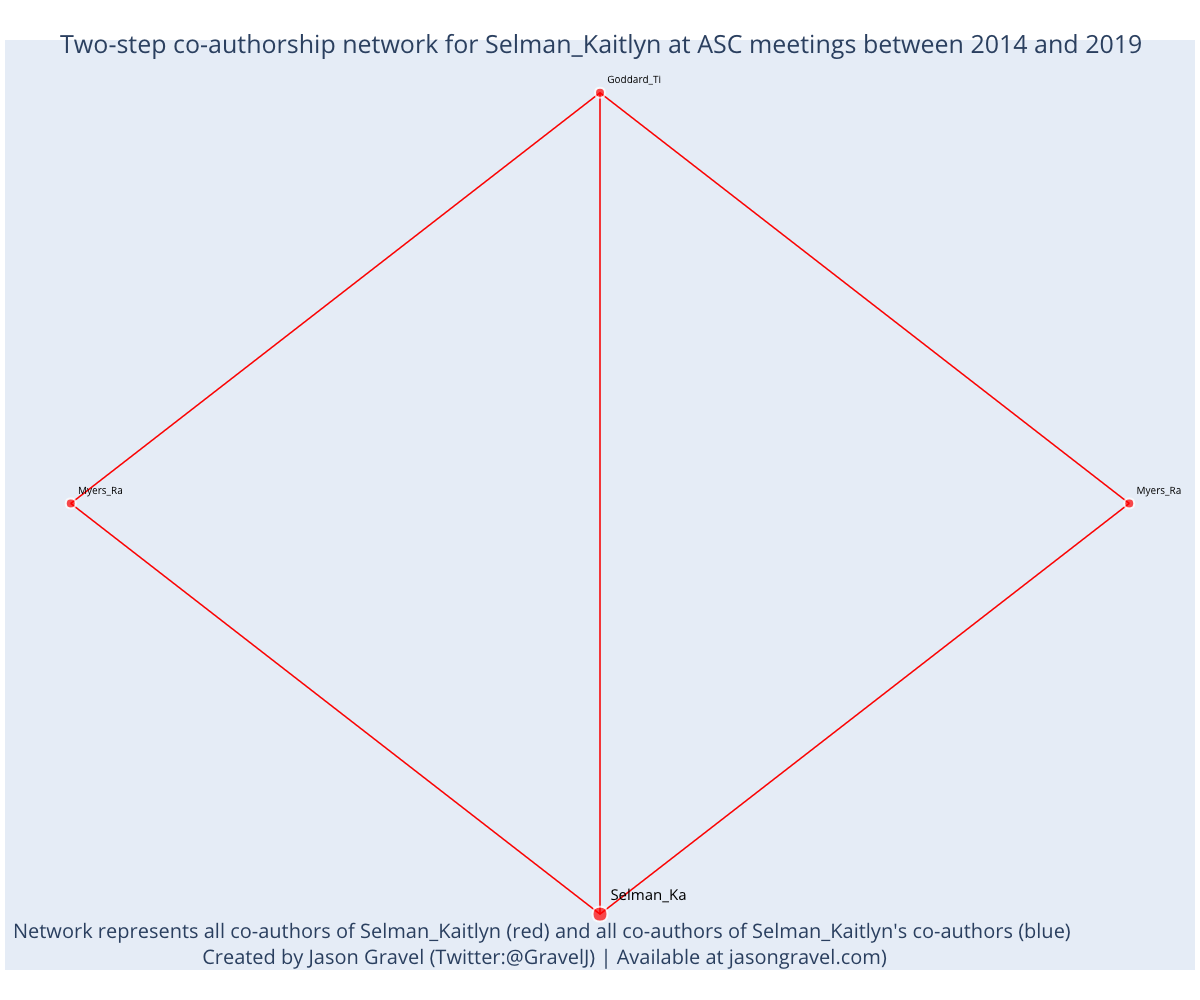 Two-step co-authorship network for Selman_Kaitlyn at ASC meetings between 2014 and 2019
Goddard_Ti
Myers_Ra
Myers_Ra
Selman_Ka
Network represents all co-authors of Selman_Kaitlyn (red) and all co-authors of Selman_Kaitlyn's co-authors (blue)
Created by Jason Gravel (Twitter:@GravelJ) | Available at jasongravel.com)